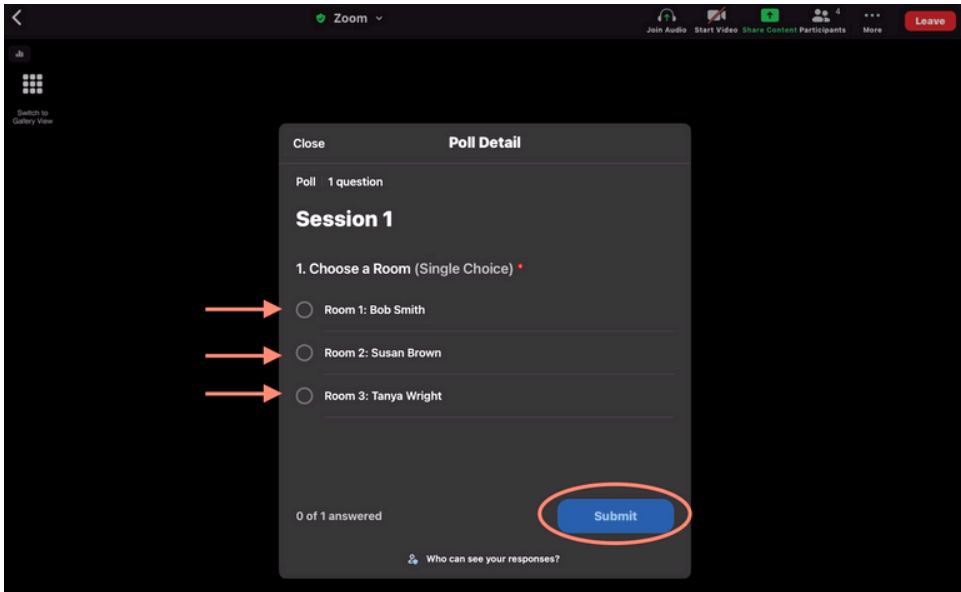 Zoom
4
Join Audio Start Video Share Content Participants More Leave
Switch to
Gallery View
Close Poll Detail
Poll 1 question
Session 1
1. Choose a Room (Single Choice) *
Room 1: Bob Smith
Room 2: Susan Brown
Room 3: Tanya Wright
0 of 1 answered Submit
Who can see your responses?